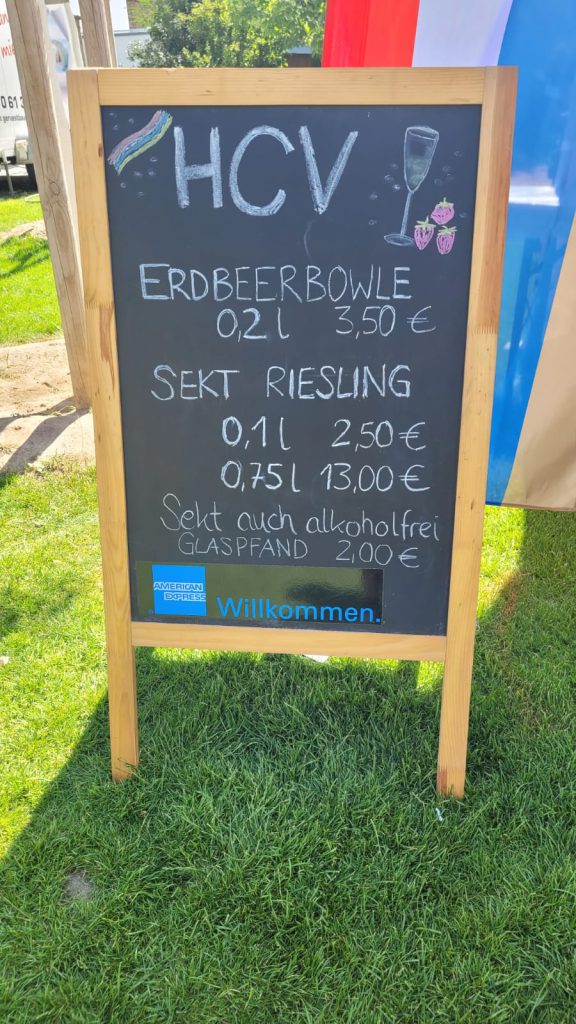 HCV
ERDBEERBOWLE
0,2 l 3,50 €
SEKT RIESLING
0,1 l 2,50 €
0,75 l 13,00 €
Sekt auch alkoholfrei
GLASPFAND 2,00 €
AMERICAN
EXPRESS
Willkommen.